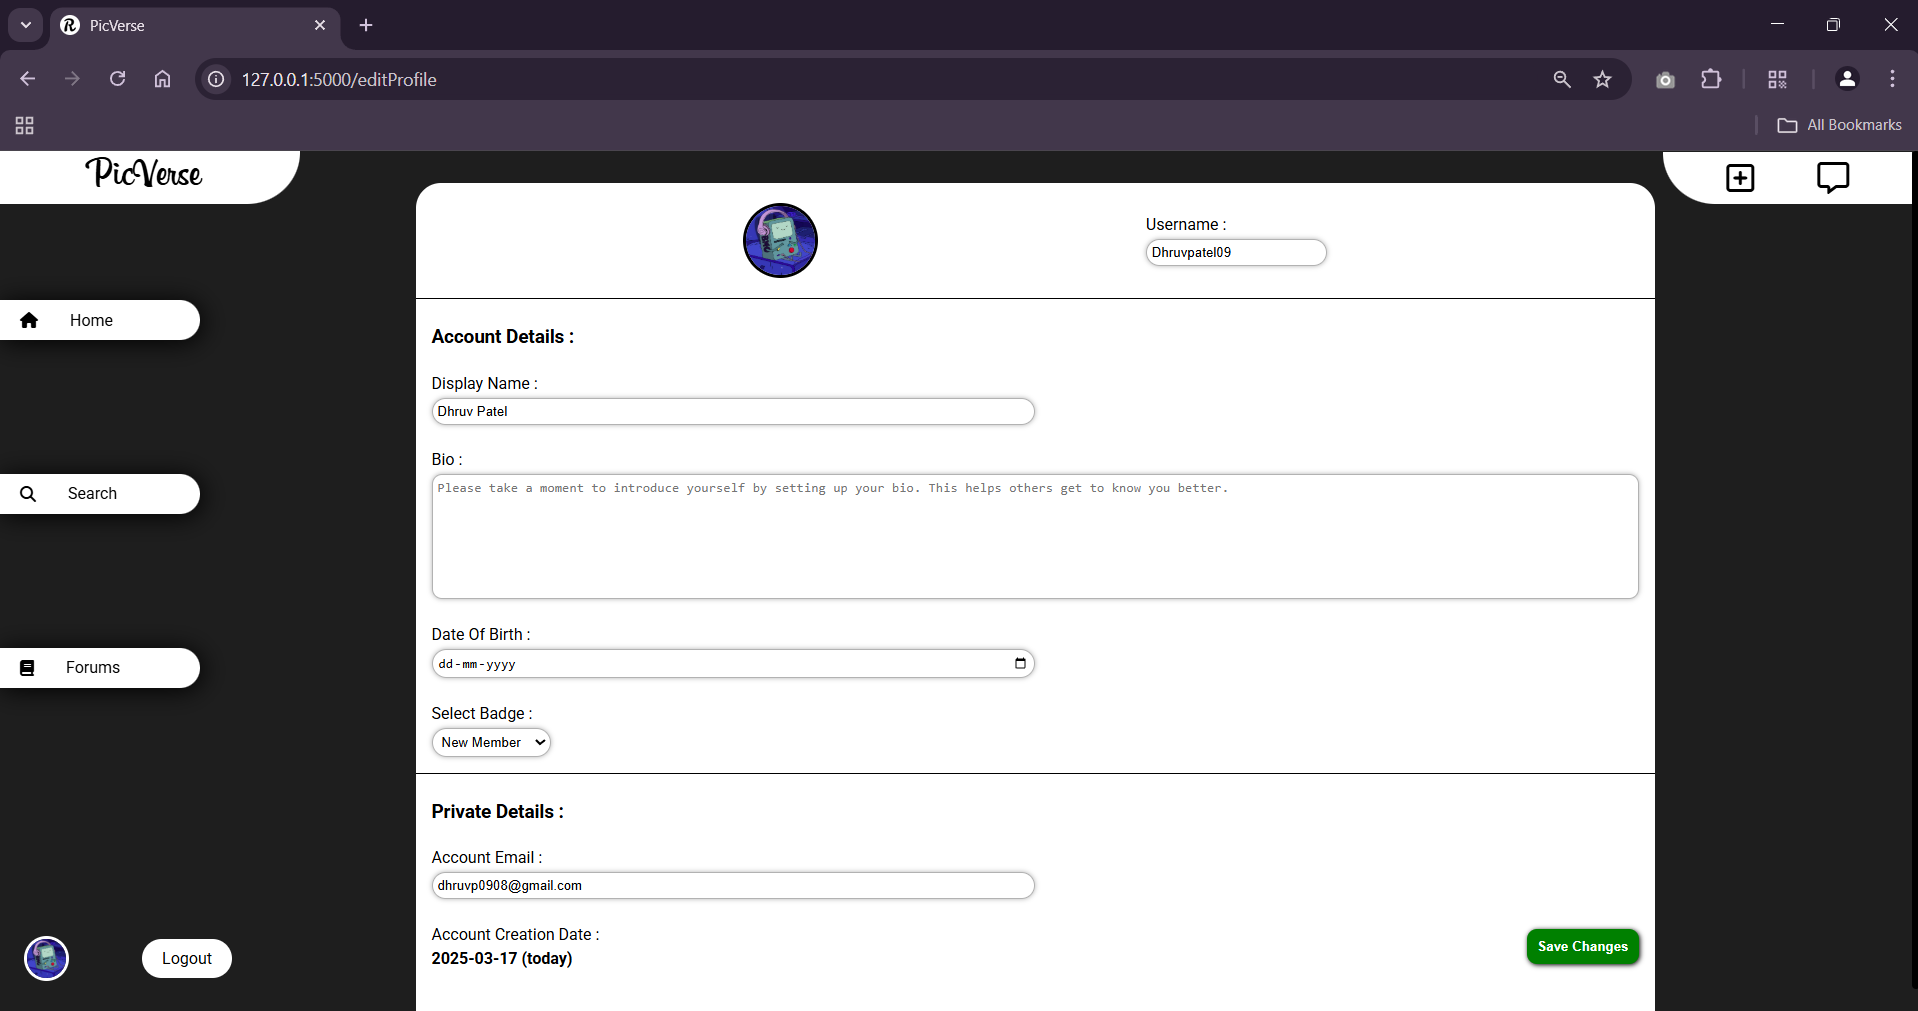 PicVerse
127.0.0.1:5000/editProfile
All Bookmarks
PicVerse
Username :
Dhruvpatel09
Home
Account Details :
Display Name :
Dhruv Patel
Bio :
Please take a moment to introduce yourself by setting up your bio. This helps others get to know you better.
Search
Date Of Birth :
dd-mm-yyyy
Forums
Select Badge :
New Member
Private Details :
Account Email :
dhruvp0908@gmail.com
Account Creation Date :
2025-03-17 (today)
Save Changes
Logout